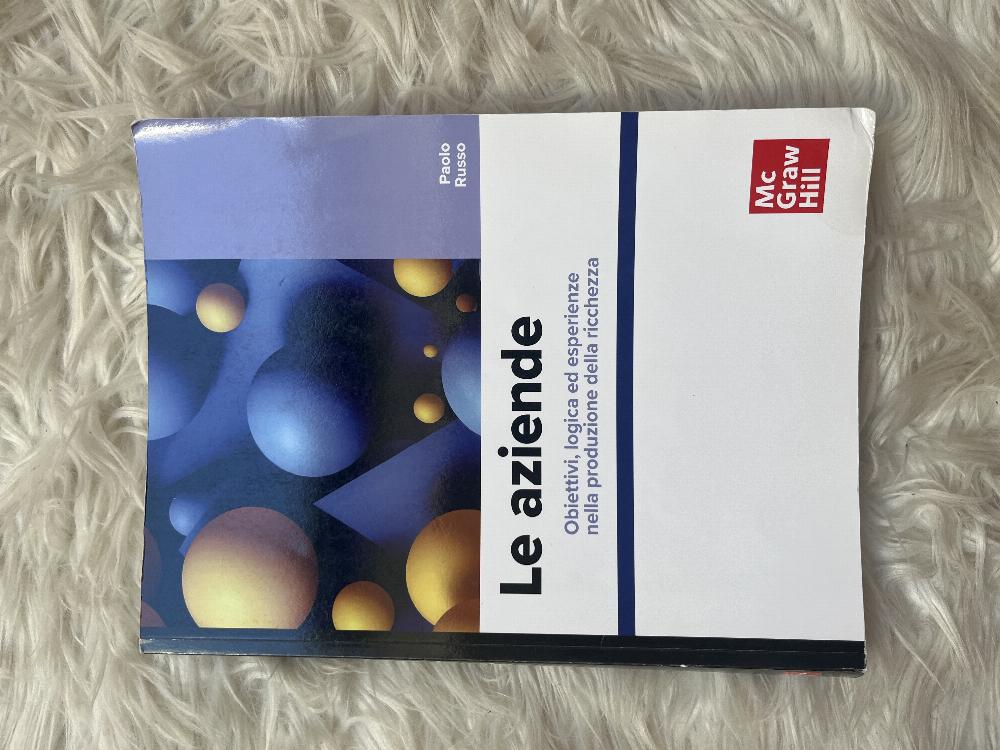 Paolo
Russo
Le aziende
Obiettivi, logica ed esperienze
nella produzione della ricchezza
Mc
Graw
Hill